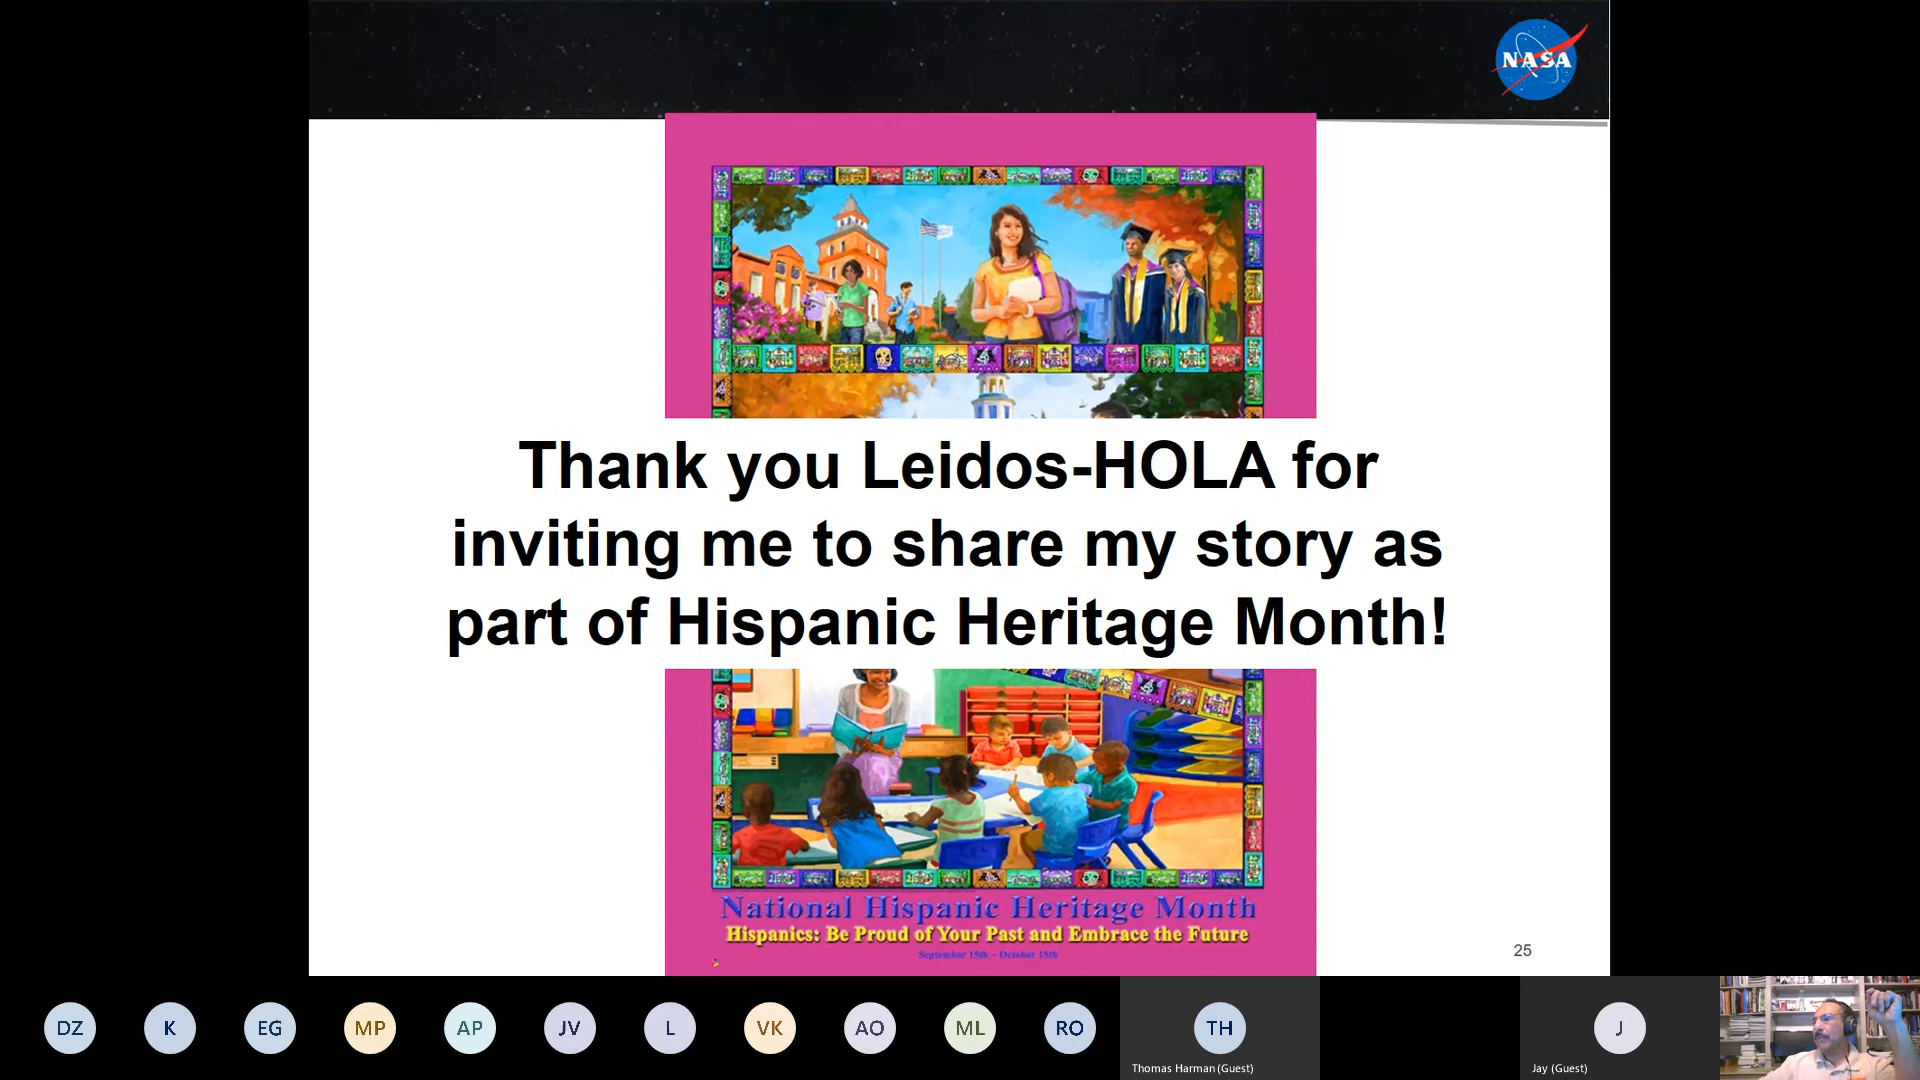 NASA
Thank you Leidos-HOLA for
inviting me to share my story as
part of Hispanic Heritage Month!
National Hispanic Heritage Month
Hispanics: Be Proud of Your Past and Embrace the Future
September 15th - October 15th
25
DZ
K
EG
MP
AP
JV
L
VK
AO
ML
RO
TH
J
Thomas Harman (Guest)
Jay (Guest)